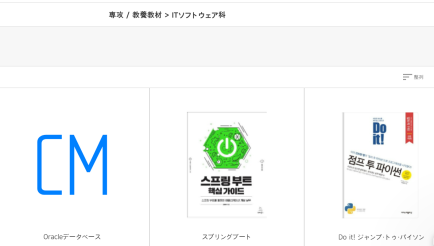 専攻 / 教養教材 > ITソフトウェア科
CM
스프링 부트
핵심 가이드
Do it!
점프 투 파이썬
Oracleデータベース
スプリングブート
Do it! ジャンプ・トゥ・パイソン